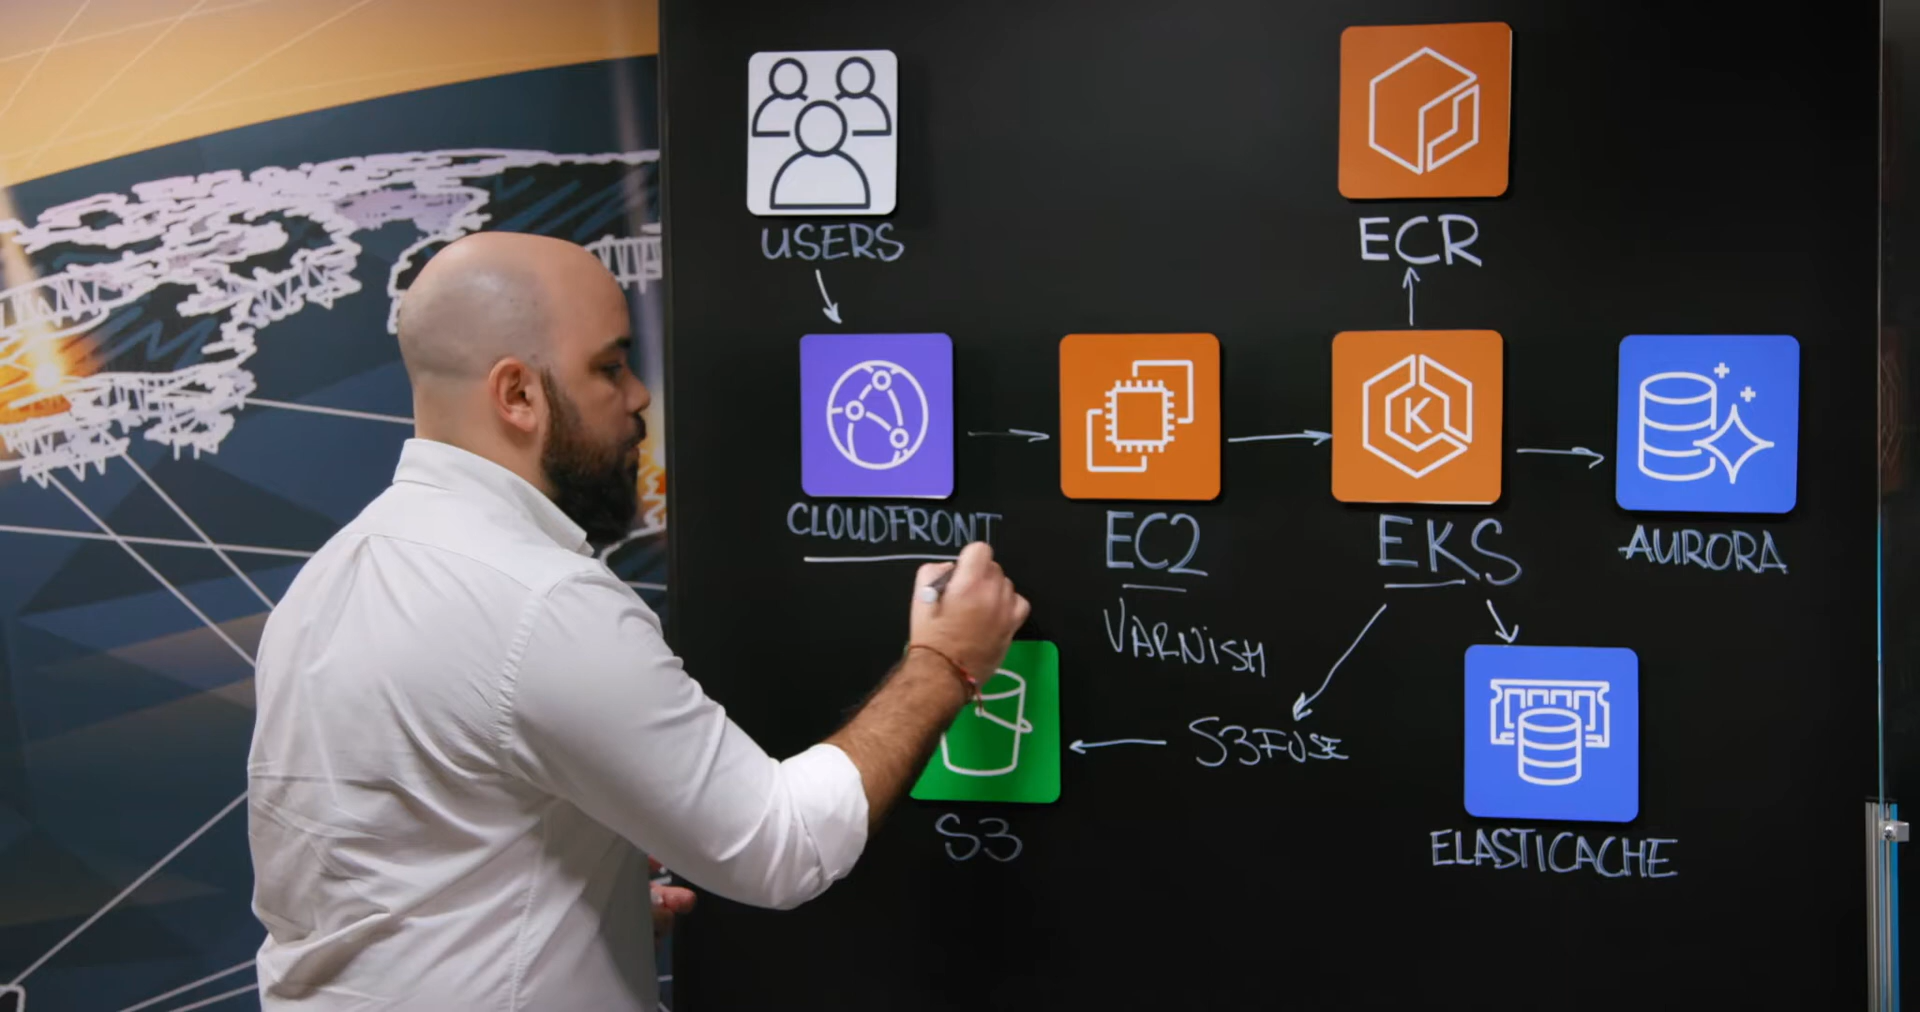 USERS
ECR
K
CLOUDFRONT
EC2
EKS
AURORA
VARNISH
S3FUSE
S3
ELASTICACHE